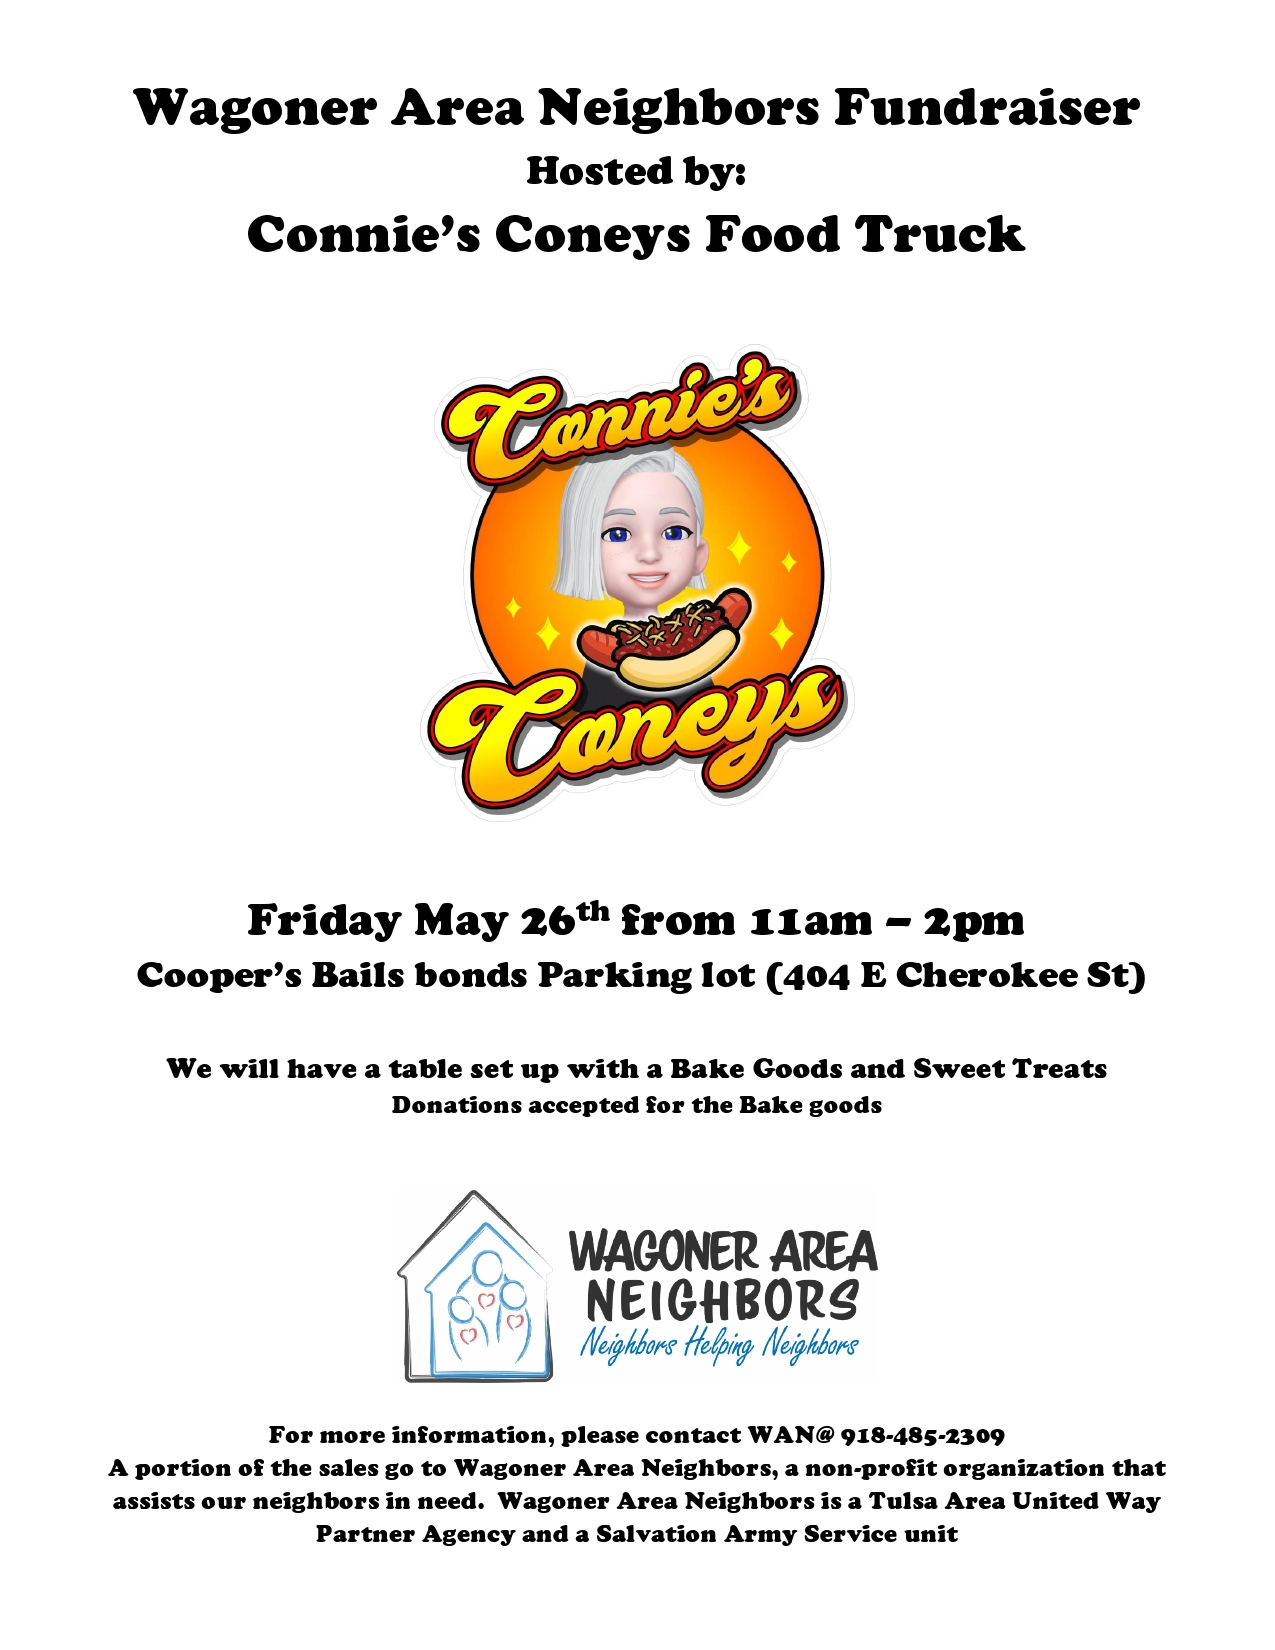 Wagoner Area Neighbors Fundraiser
Hosted by:
Connie’s Coneys Food Truck
Connie's
Coneys
Friday May 26th from 11am – 2pm
Cooper’s Bails bonds Parking lot (404 E Cherokee St)
We will have a table set up with a Bake Goods and Sweet Treats
Donations accepted for the Bake goods
WAGONER AREA
NEIGHBORS
Neighbors Helping Neighbors
For more information, please contact WAN@ 918-485-2309
A portion of the sales go to Wagoner Area Neighbors, a non-profit organization that
assists our neighbors in need.  Wagoner Area Neighbors is a Tulsa Area United Way
Partner Agency and a Salvation Army Service unit